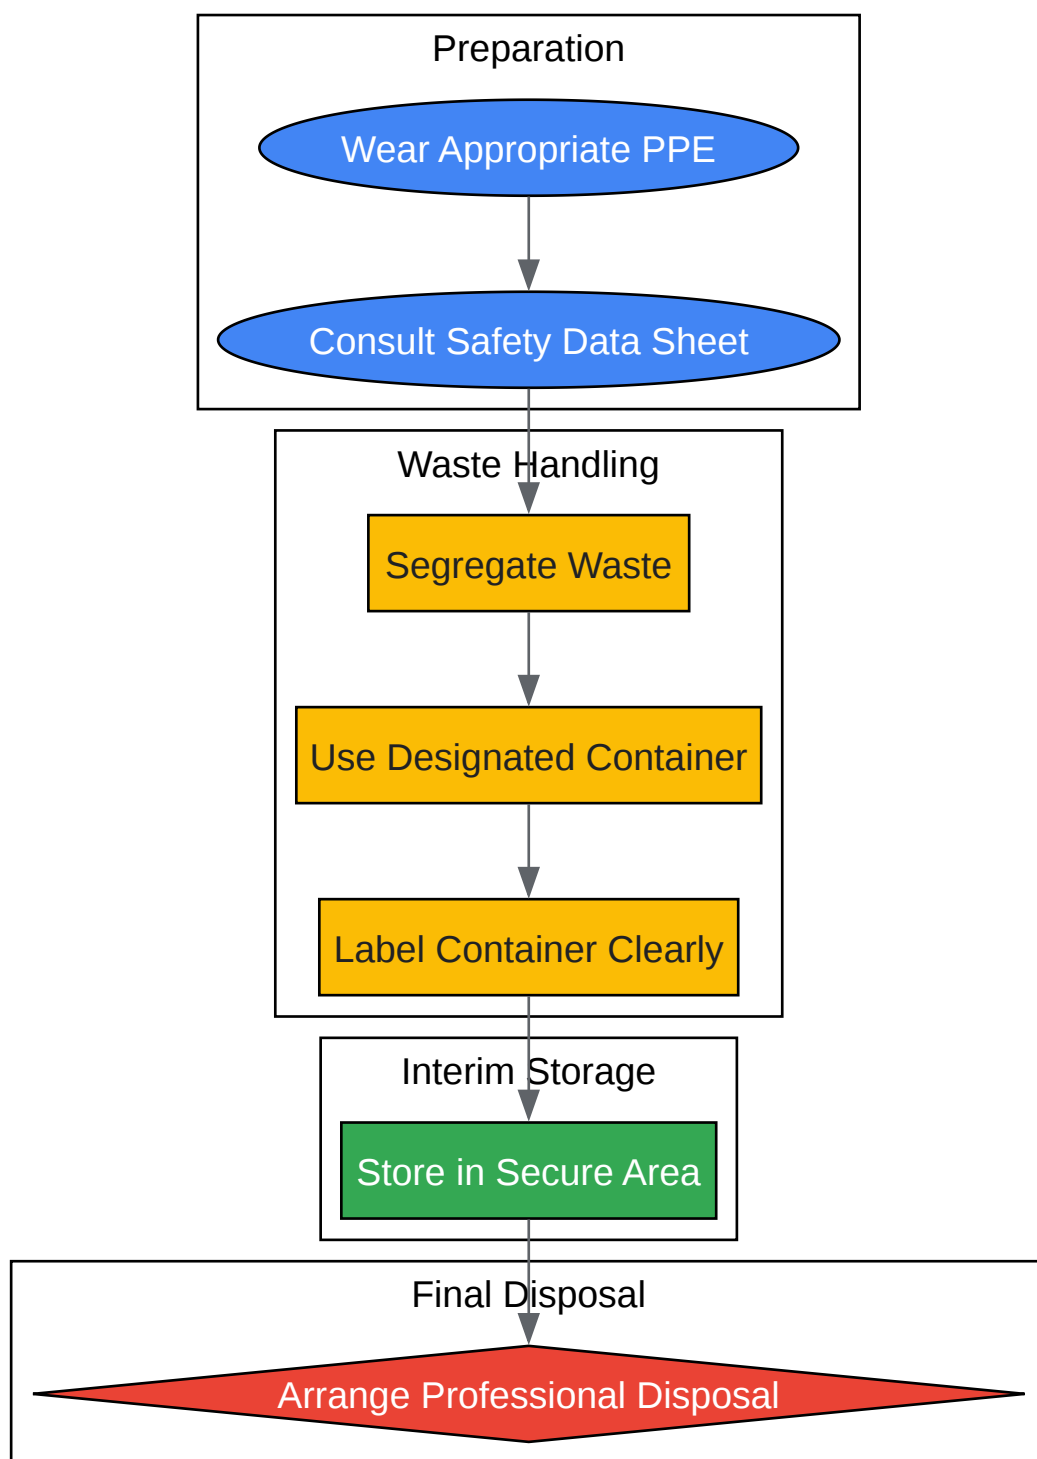 Preparation
Wear Appropriate PPE
Consult Safety Data Sheet
Waste Handling
Segregate Waste
Use Designated Container
Label Container Clearly
Interim Storage
Store in Secure Area
Final Disposal
Arrange Professional Disposal